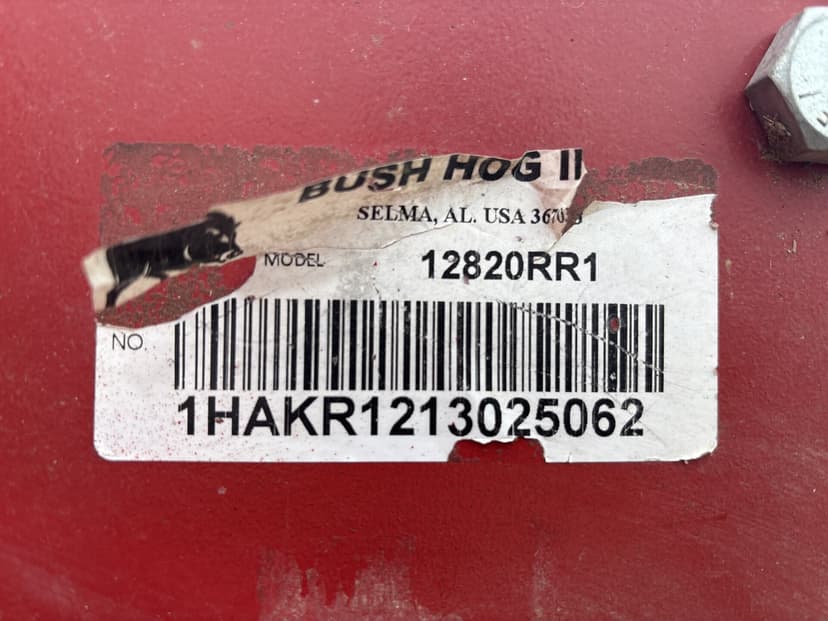 BUSH HOG II
SELMA, AL. USA
MODEL 12820RR1
NO.
1HAKR1213025062